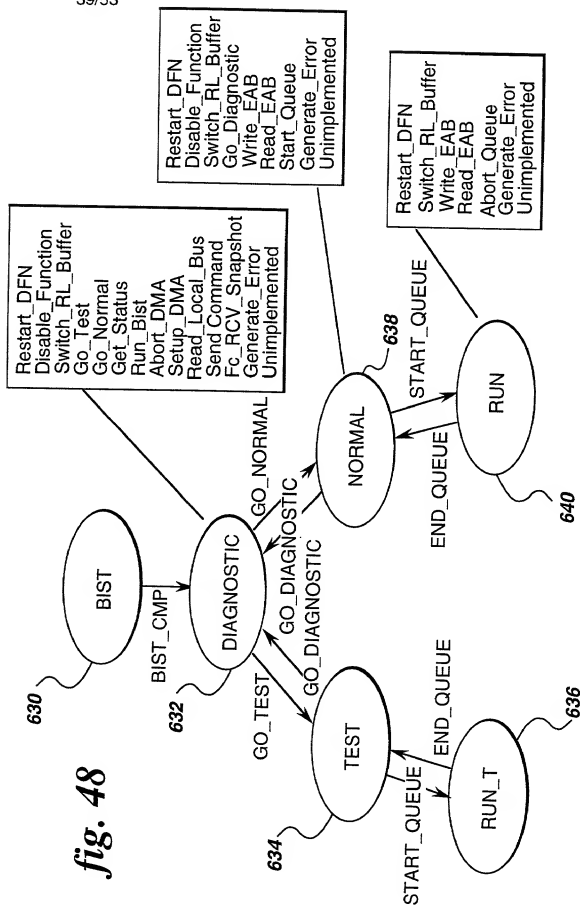 39/53
Restart_DFN
Disable_Function
Switch_RL_Buffer
Go_Test
Go_Normal
Get_Status
Run_Bist
Abort_DMA
Setup_DMA
Read_Local_Bus
Send Command
Fc_RCV_Snapshot
Generate_Error
Unimplemented
Restart_DFN
Disable_Function
Switch_RL_Buffer
Go_Diagnostic
Write_EAB
Read_EAB
Start_Queue
Generate_Error
Unimplemented
Restart_DFN
Switch_RL_Buffer
Write_EAB
Read_EAB
Abort_Queue
Generate_Error
Unimplemented
BIST
630
BIST_CMP
DIAGNOSTIC
632
GO_NORMAL
GO_DIAGNOSTIC
GO_TEST
GO_DIAGNOSTIC
NORMAL
638
START_QUEUE
END_QUEUE
RUN
640
TEST
634
START_QUEUE
END_QUEUE
RUN_T
636
fig. 48